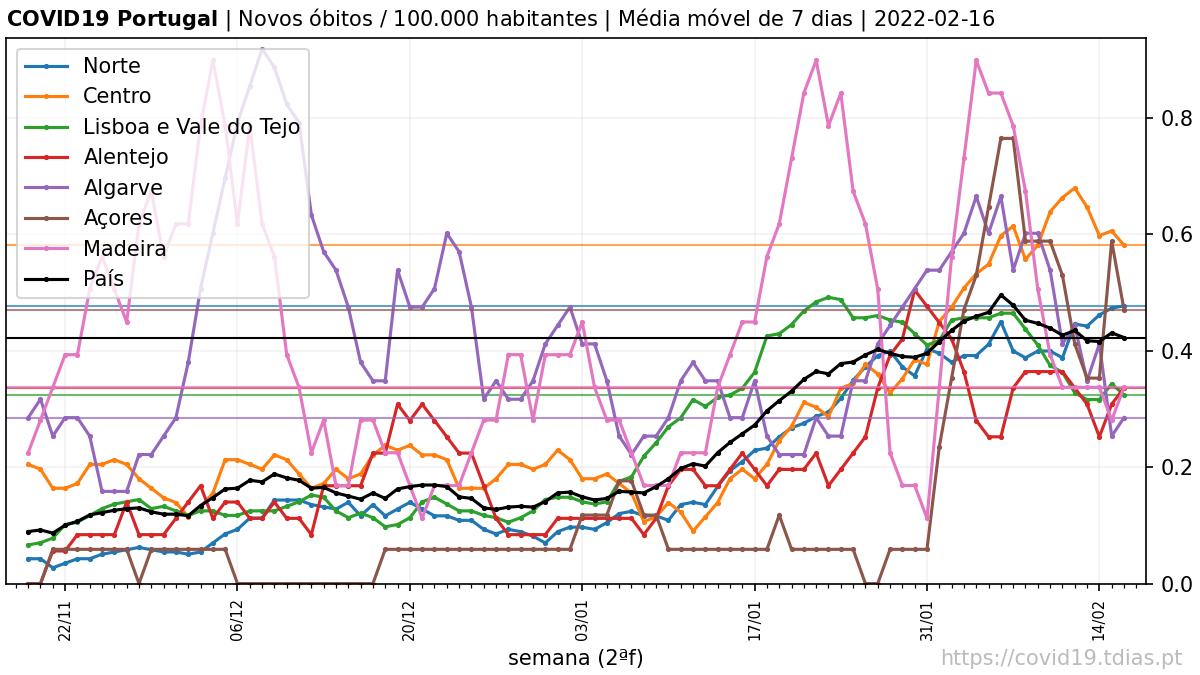 COVID19 Portugal | Novos óbitos / 100.000 habitantes | Média móvel de 7 dias | 2022-02-16
Norte
Centro
Lisboa e Vale do Tejo
Alentejo
Algarve
Açores
Madeira
País
0.8
0.6
0.4
0.2
0.0
22/11
06/12
20/12
03/01
17/01
31/01
14/02
semana (2ªf)
https://covid19.tdias.pt